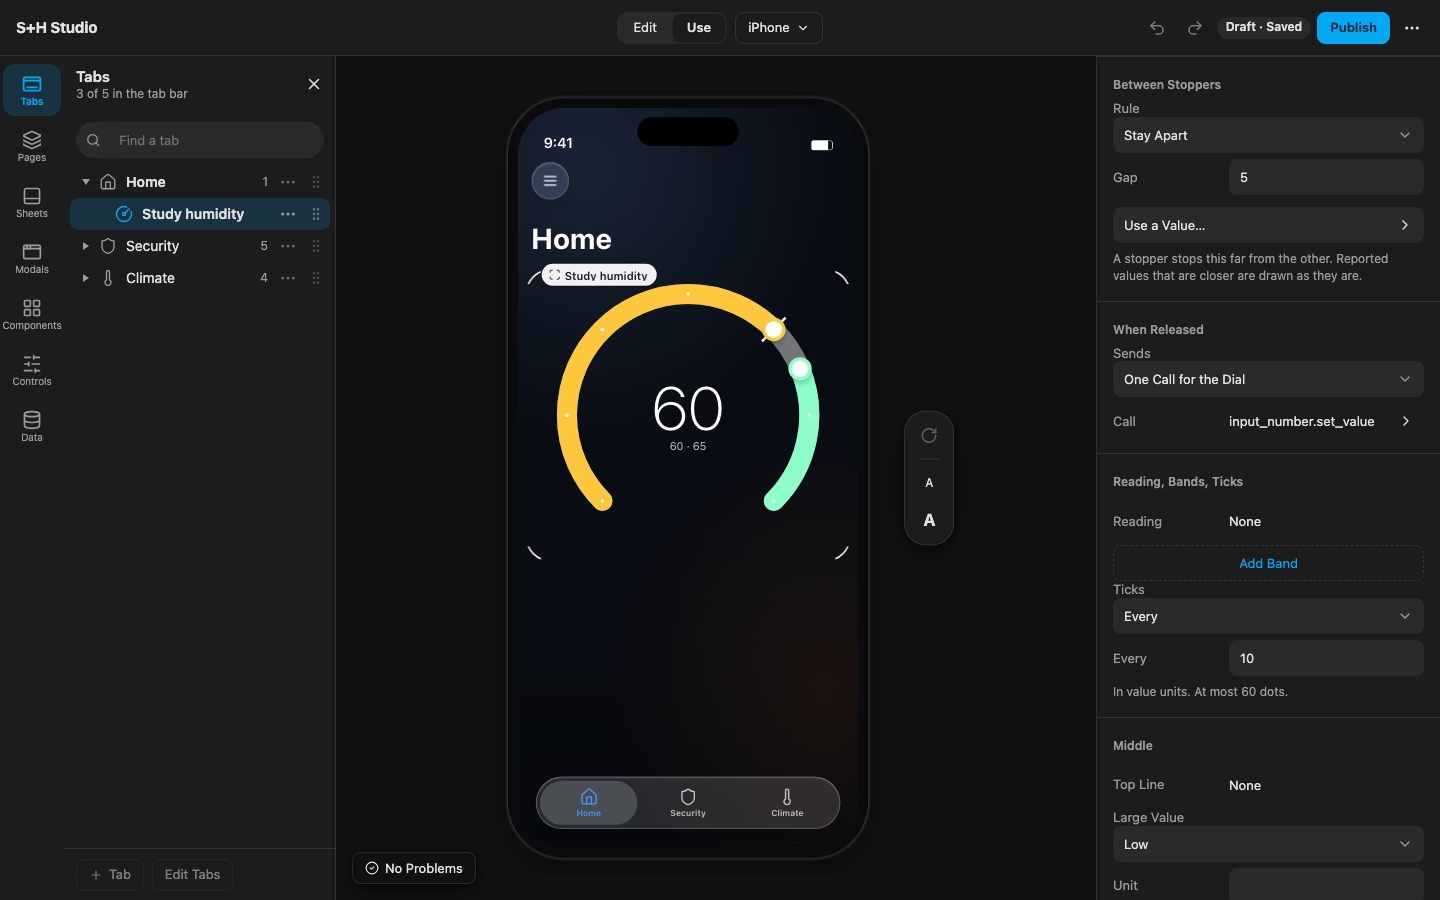 S+H Studio
Edit
Use
iPhone
Draft · Saved
Publish
Tabs
Pages
Sheets
Modals
Components
Controls
Data
Tabs
3 of 5 in the tab bar
Find a tab
Home 1
Study humidity
Security 5
Climate 4
+ Tab
Edit Tabs
9:41
Home
Study humidity
60
60 · 65
Home
Security
Climate
A
A
No Problems
Between Stoppers
Rule
Stay Apart
Gap 5
Use a Value...
A stopper stops this far from the other. Reported
values that are closer are drawn as they are.
When Released
Sends
One Call for the Dial
Call input_number.set_value
Reading, Bands, Ticks
Reading None
Add Band
Ticks
Every
Every 10
In value units. At most 60 dots.
Middle
Top Line None
Large Value
Low
Unit